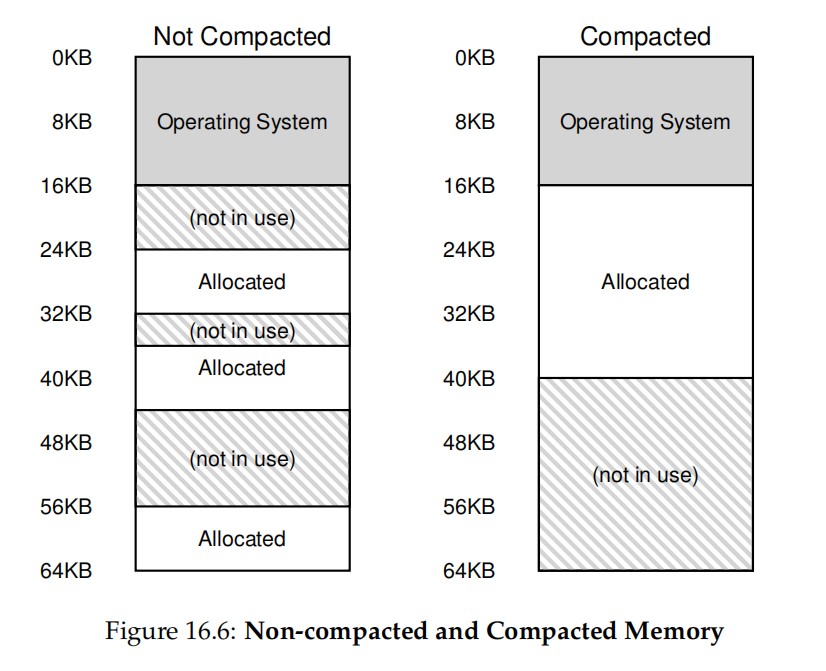 Not Compacted
0KB
8KB
16KB
24KB
32KB
40KB
48KB
56KB
64KB
Operating System
(not in use)
Allocated
(not in use)
Allocated
(not in use)
Allocated
Compacted
0KB
8KB
16KB
24KB
32KB
40KB
48KB
56KB
64KB
Operating System
Allocated
(not in use)
Figure 16.6: Non-compacted and Compacted Memory